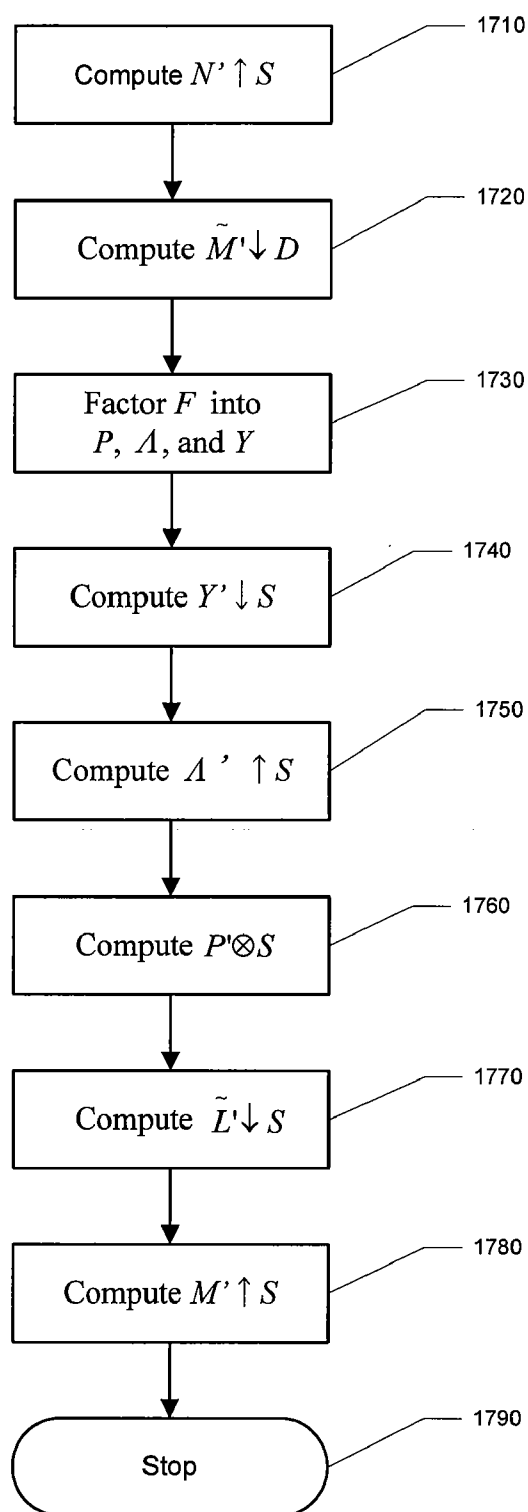 1710
Compute N’ ↑ S
1720
Compute M̃' ↓ D
1730
Factor F into
P, Λ, and Y
1740
Compute Y’ ↓ S
1750
Compute Λ ’ ↑ S
1760
Compute P'⊗S
1770
Compute L̃' ↓ S
1780
Compute M’ ↑ S
1790
Stop